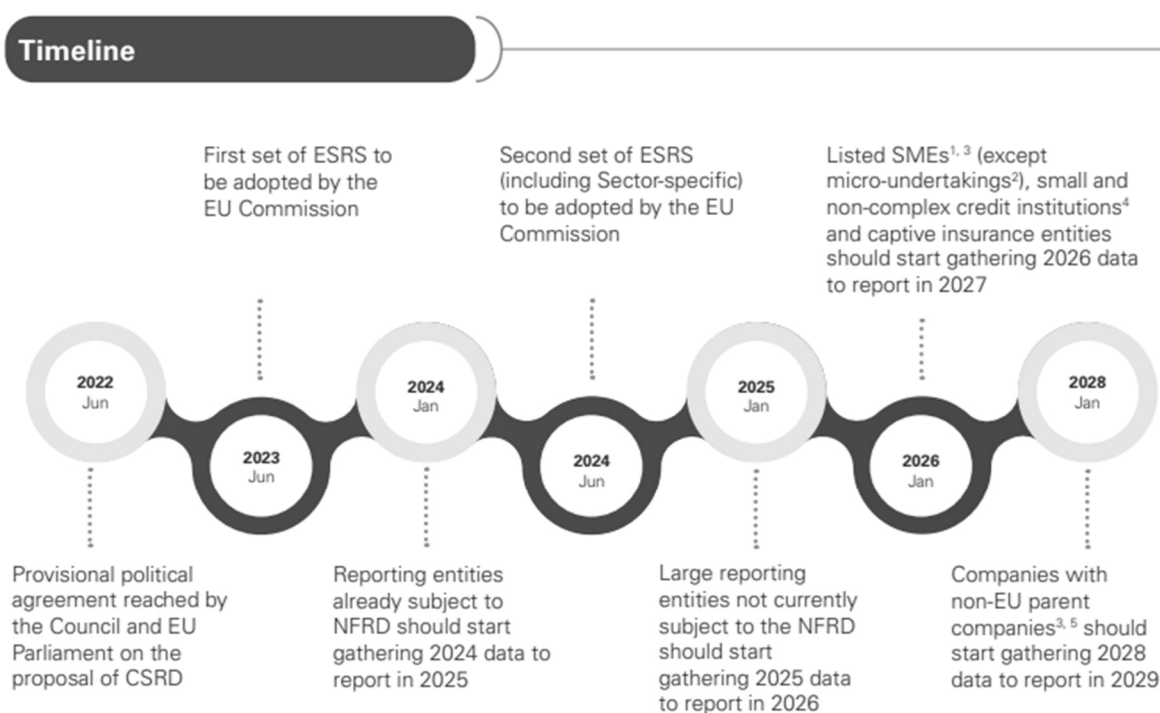 Timeline
First set of ESRS to
be adopted by the
EU Commission
Second set of ESRS
(including Sector-specific)
to be adopted by the EU
Commission
Listed SMEs¹, ³ (except
micro-undertakings²), small and
non-complex credit institutions⁴
and captive insurance entities
should start gathering 2026 data
to report in 2027
2022
Jun
2023
Jun
2024
Jan
2024
Jun
2025
Jan
2026
Jan
2028
Jan
Provisional political
agreement reached by
the Council and EU
Parliament on the
proposal of CSRD
Reporting entities
already subject to
NFRD should start
gathering 2024 data to
report in 2025
Large reporting
entities not currently
subject to the NFRD
should start
gathering 2025 data
to report in 2026
Companies with
non-EU parent
companies³, ⁵ should
start gathering 2028
data to report in 2029